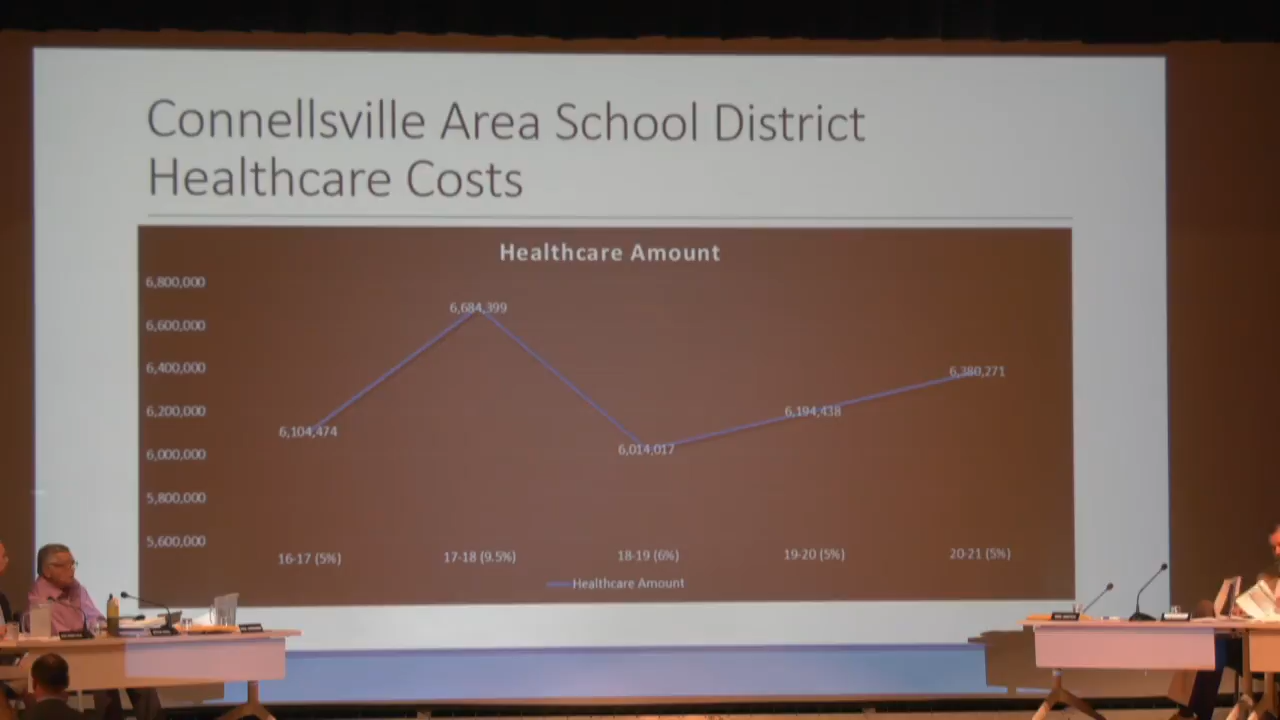 Connellsville Area School District
Healthcare Costs
Healthcare Amount
6,800,000
6,684,399
6,600,000
6,400,000
6,380,271
6,200,000
6,194,438
6,104,474
6,000,000
6,014,017
5,800,000
5,600,000
16-17 (5%) 17-18 (9.5%) 18-19 (6%) 19-20 (5%) 20-21 (5%)
Healthcare Amount